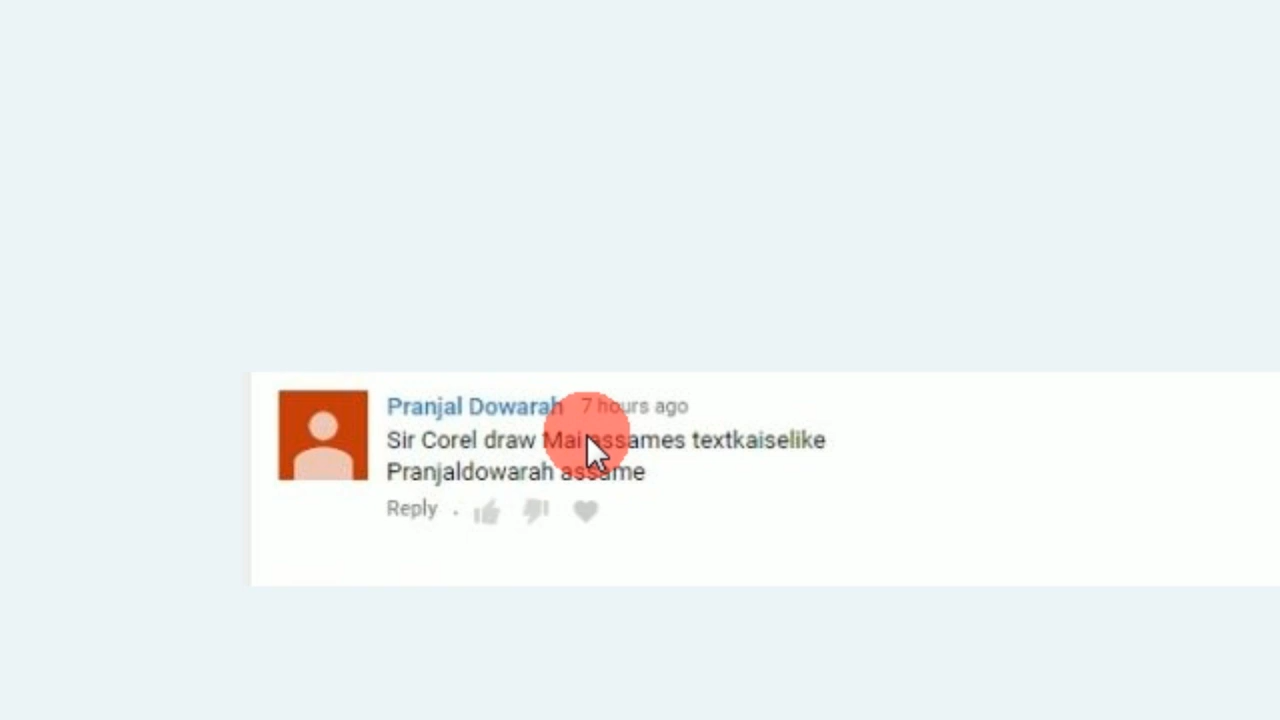 Pranjal Dowarah 7 hours ago
Sir Corel draw Mai assames textkaiselike
Pranjaldowarah assame
Reply .